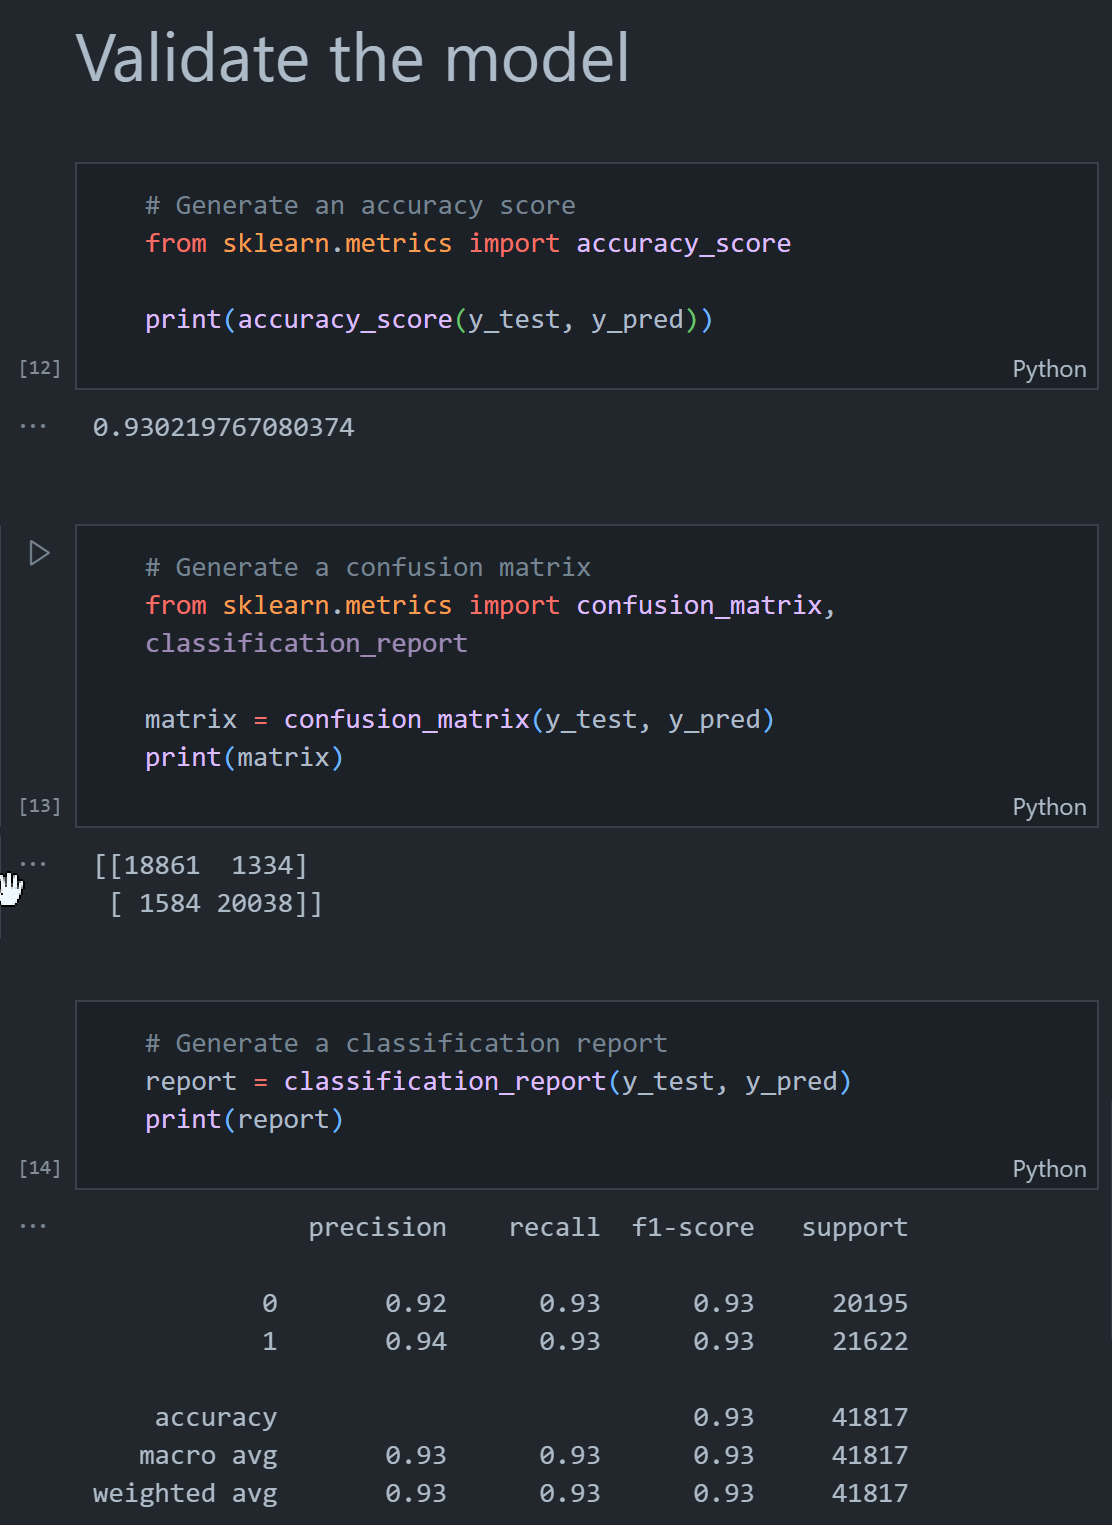 Validate the model
# Generate an accuracy score
from sklearn.metrics import accuracy_score
print(accuracy_score(y_test, y_pred))
[12]
Python
... 0.930219767080374
# Generate a confusion matrix
from sklearn.metrics import confusion_matrix,
classification_report
matrix = confusion_matrix(y_test, y_pred)
print(matrix)
[13]
Python
... [[18861  1334]
[ 1584 20038]]
# Generate a classification report
report = classification_report(y_test, y_pred)
print(report)
[14]
Python
... precision recall f1-score support
0 0.92 0.93 0.93 20195
1 0.94 0.93 0.93 21622
accuracy 0.93 41817
macro avg 0.93 0.93 0.93 41817
weighted avg 0.93 0.93 0.93 41817